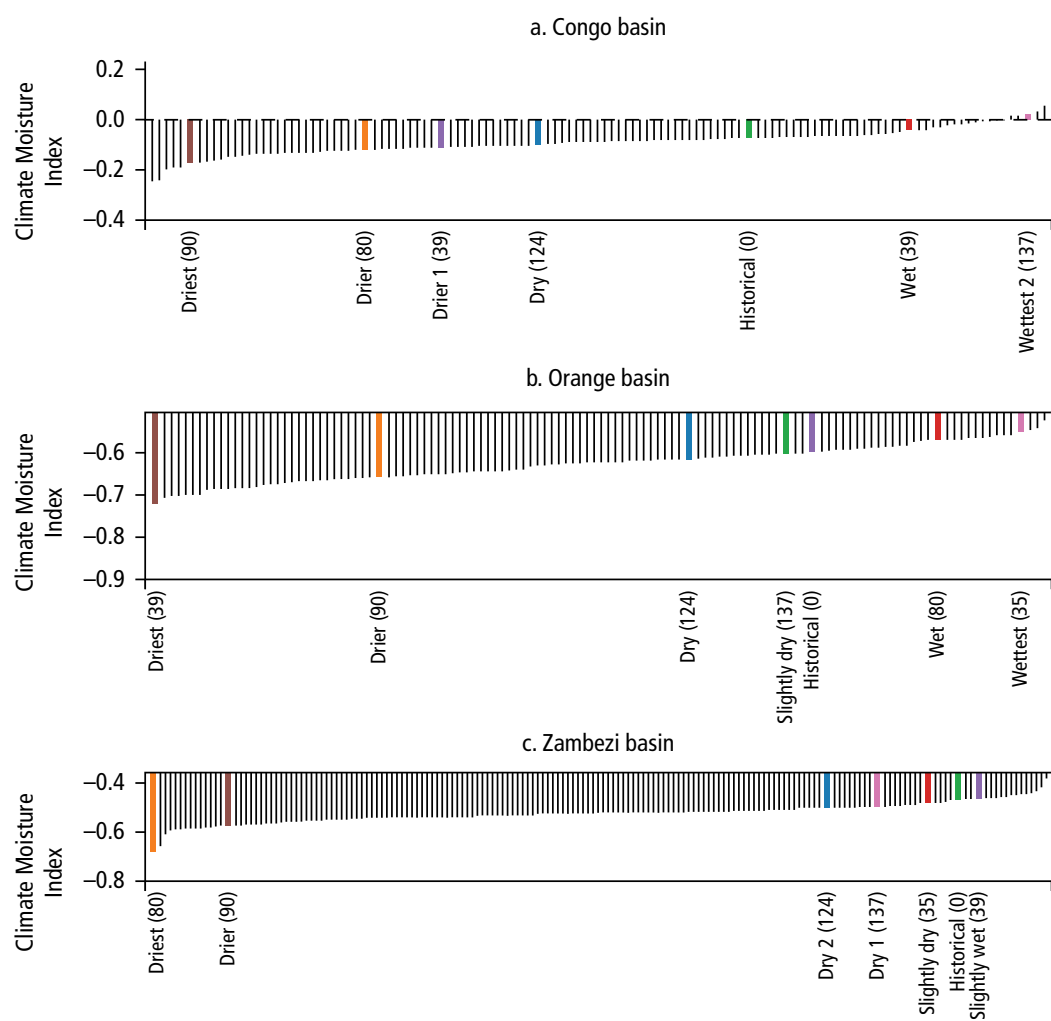 a. Congo basin
Climate Moisture
Index
0.2
0.0
–0.2
–0.4
Driest (90)
Drier (80)
Drier 1 (39)
Dry (124)
Historical (0)
Wet (39)
Wettest 2 (137)
b. Orange basin
Climate Moisture
Index
–0.6
–0.7
–0.8
–0.9
Driest (39)
Drier (90)
Dry (124)
Slightly dry (137)
Historical (0)
Wet (80)
Wettest (35)
c. Zambezi basin
Climate Moisture
Index
–0.4
–0.6
–0.8
Driest (80)
Drier (90)
Dry 2 (124)
Dry 1 (137)
Slightly dry (35)
Historical (0)
Slightly wet (39)